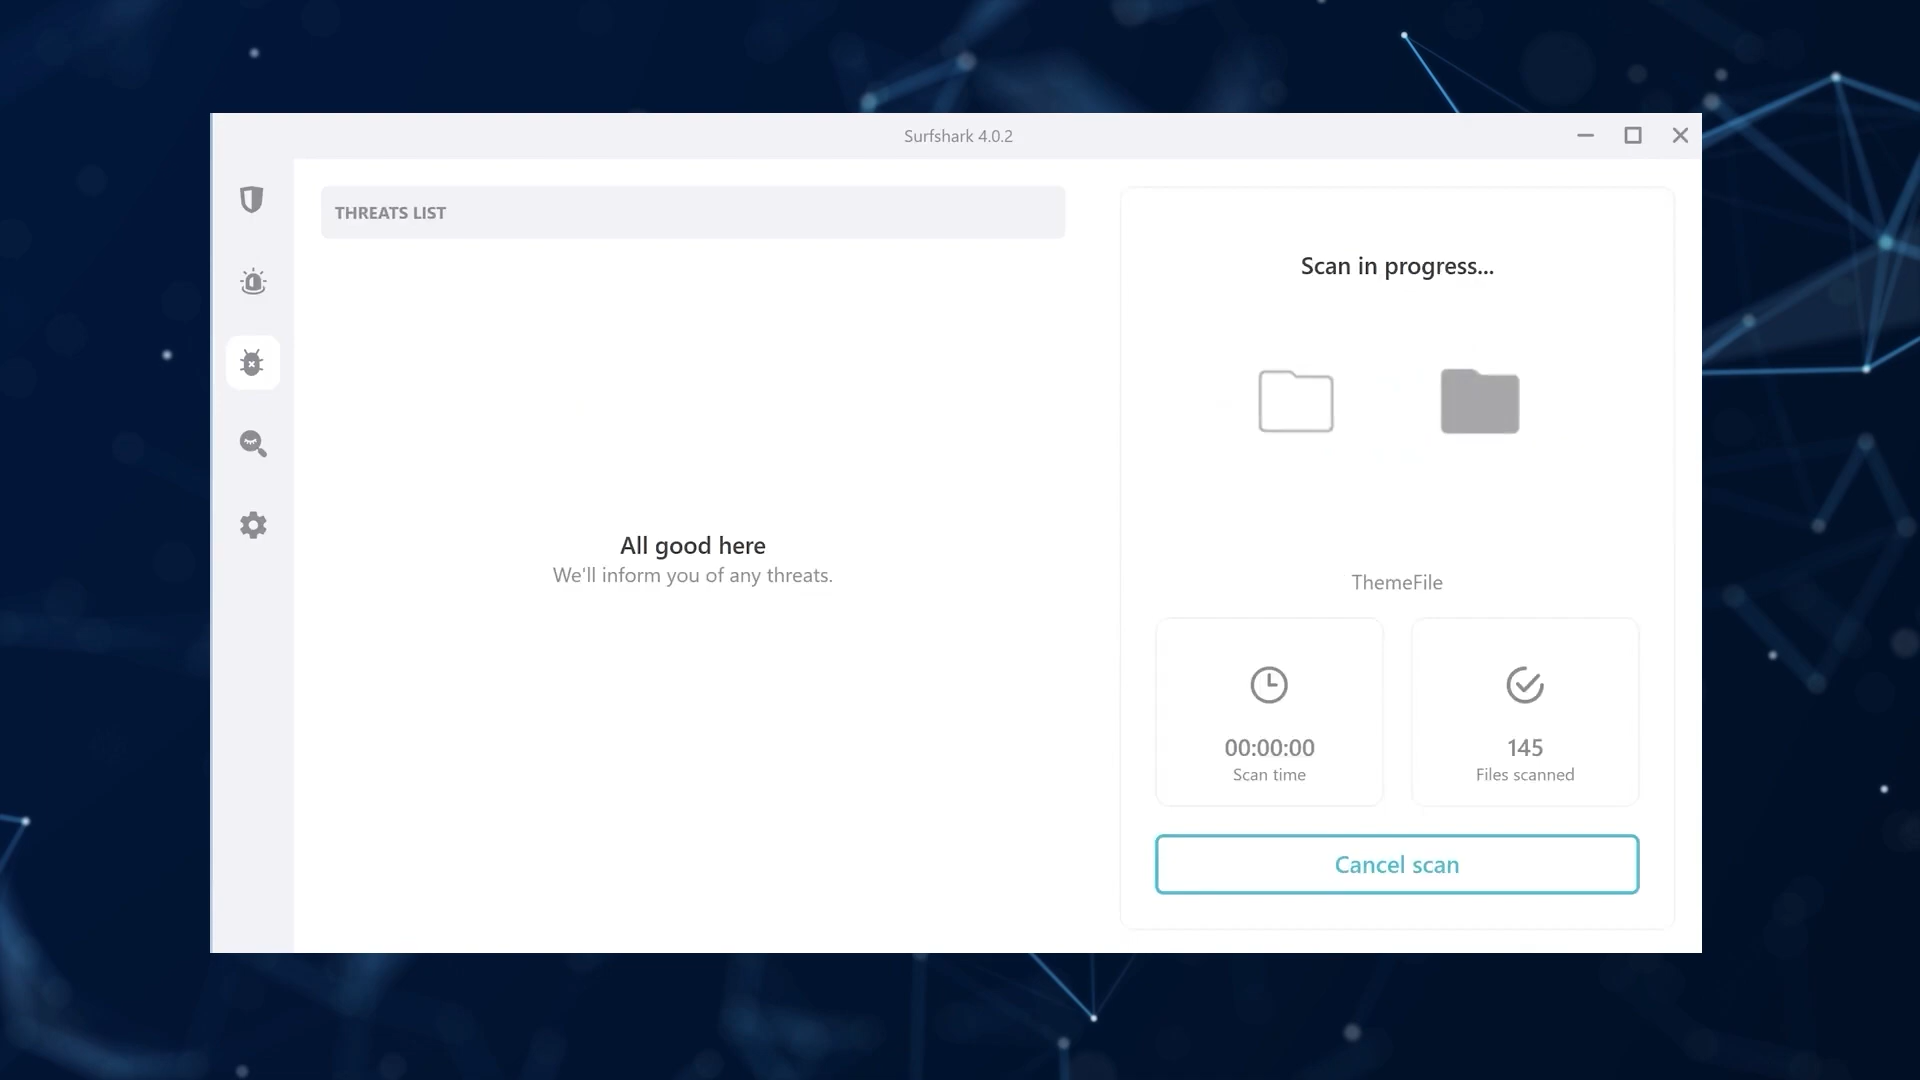 Surfshark 4.0.2
THREATS LIST
All good here
We'll inform you of any threats.
Scan in progress...
ThemeFile
00:00:00
Scan time
145
Files scanned
Cancel scan